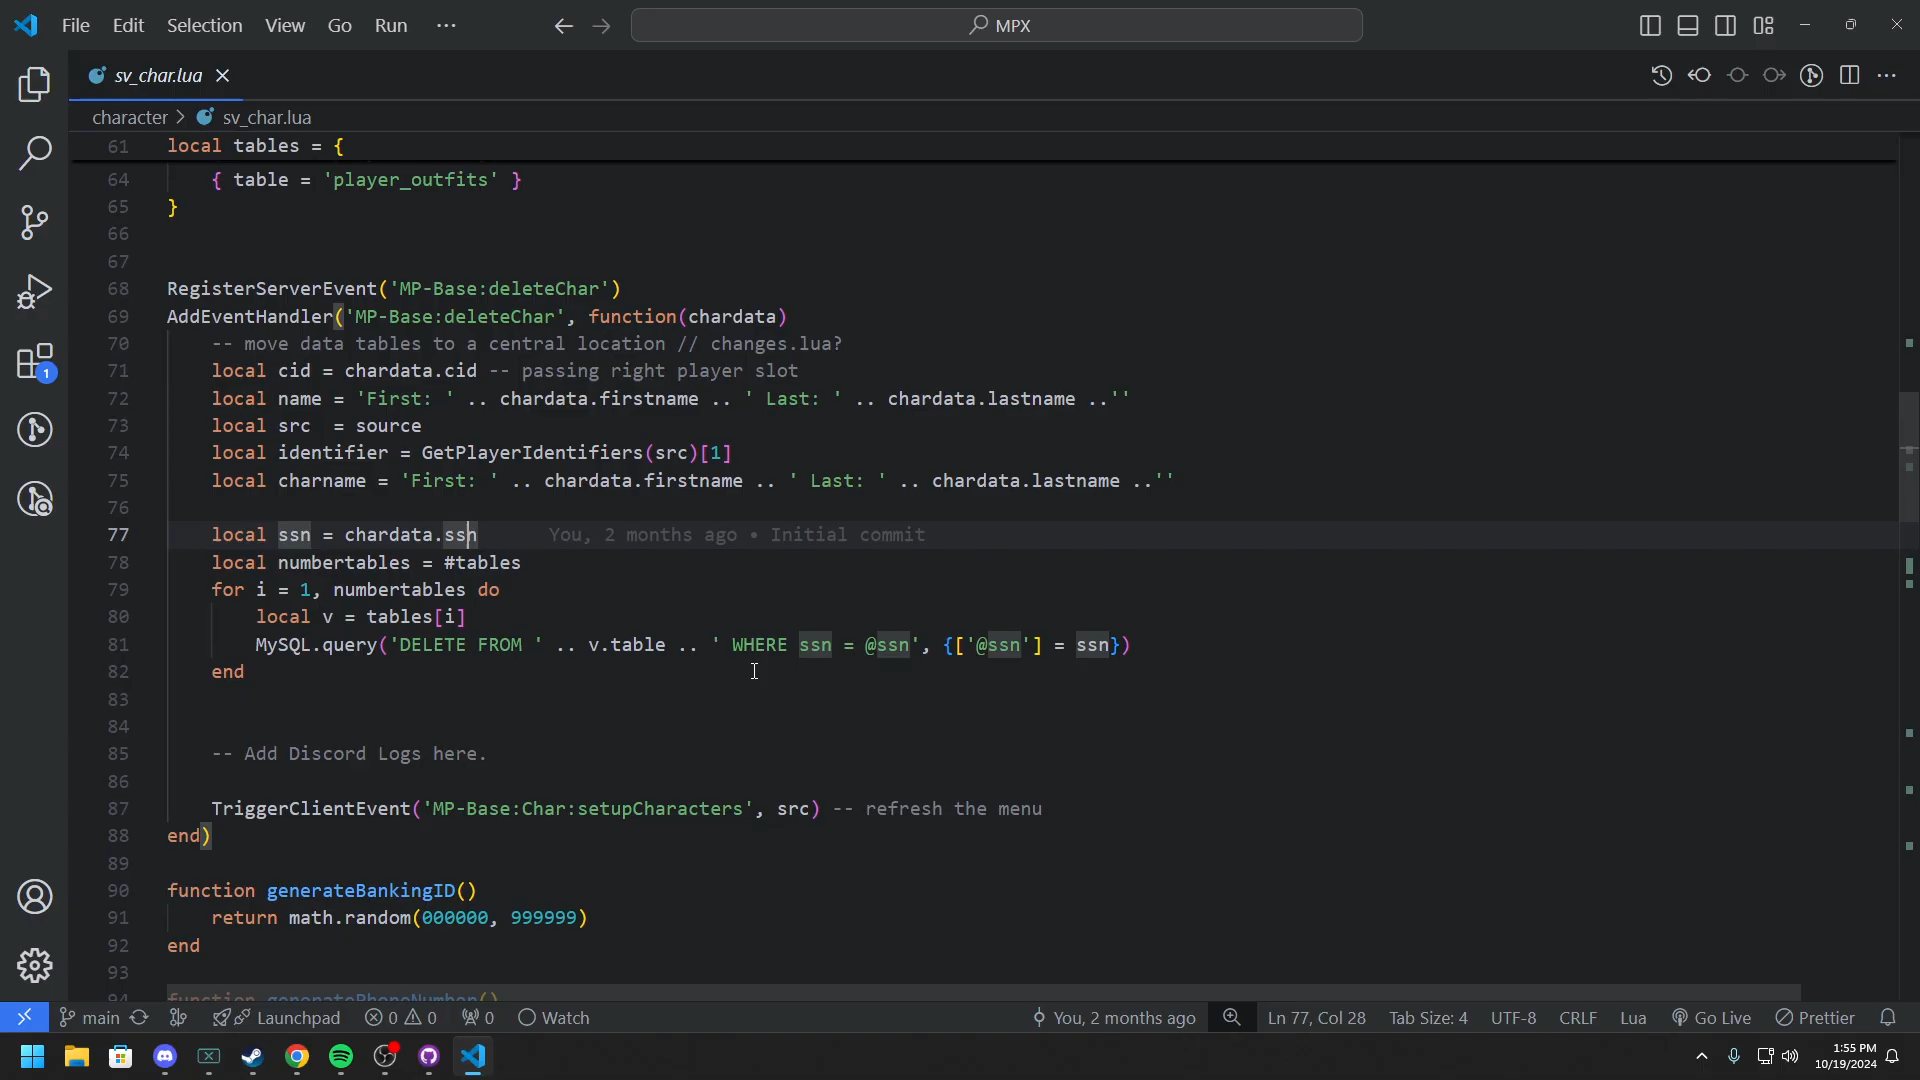 File Edit Selection View Go Run ··· MPX
sv_char.lua
character > sv_char.lua
61 local tables = {
64 { table = 'player_outfits' }
65 }
66
67
68 RegisterServerEvent('MP-Base:deleteChar')
69 AddEventHandler('MP-Base:deleteChar', function(chardata)
70 -- move data tables to a central location // changes.lua?
71 local cid = chardata.cid -- passing right player slot
72 local name = 'First: ' .. chardata.firstname .. ' Last: ' .. chardata.lastname ..''
73 local src  = source
74 local identifier = GetPlayerIdentifiers(src)[1]
75 local charname = 'First: ' .. chardata.firstname .. ' Last: ' .. chardata.lastname ..''
76
77 local ssn = chardata.ssn You, 2 months ago • Initial commit
78 local numbertables = #tables
79 for i = 1, numbertables do
80 local v = tables[i]
81 MySQL.query('DELETE FROM ' .. v.table .. ' WHERE ssn = @ssn', {['@ssn'] = ssn})
82 end
83
84
85 -- Add Discord Logs here.
86
87 TriggerClientEvent('MP-Base:Char:setupCharacters', src) -- refresh the menu
88 end)
89
90 function generateBankingID()
91 return math.random(000000, 999999)
92 end
93
94 function generatePhoneNumber()
1
main Launchpad 0 0 0 Watch You, 2 months ago Ln 77, Col 28 Tab Size: 4 UTF-8 CRLF Lua Go Live Prettier
1:55 PM
10/19/2024